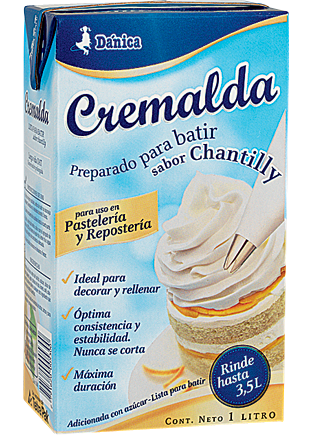 Dánica
Cremalda
Preparado para batir
sabor Chantilly
para uso en
Pastelería
y Repostería
✓ Ideal para
decorar y rellenar
✓ Óptima
consistencia y
estabilidad.
Nunca se corta
✓ Máxima
duración
Rinde
hasta
3,5L
Adicionada con azúcar-Lista para batir
CONT. NETO 1 LITRO